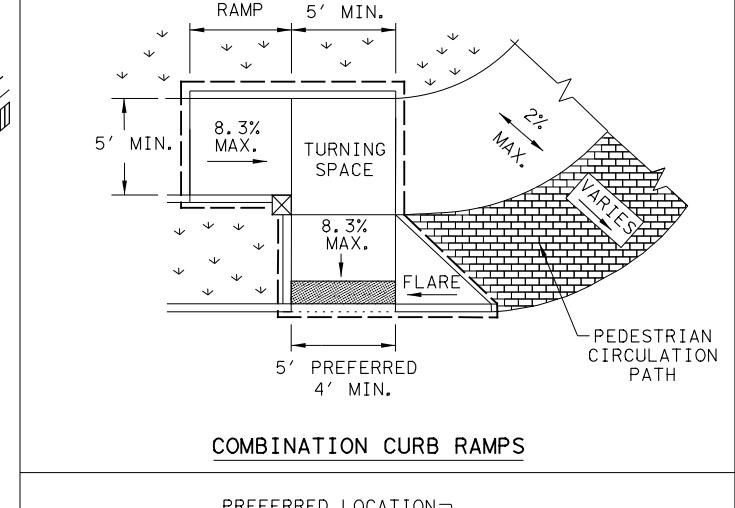 RAMP
5' MIN.
5' MIN.
8.3%
MAX.
TURNING
SPACE
2%
MAX.
VARIES
8.3%
MAX.
FLARE
PEDESTRIAN
CIRCULATION
PATH
5' PREFERRED
4' MIN.
COMBINATION CURB RAMPS
PREFERRED LOCATION